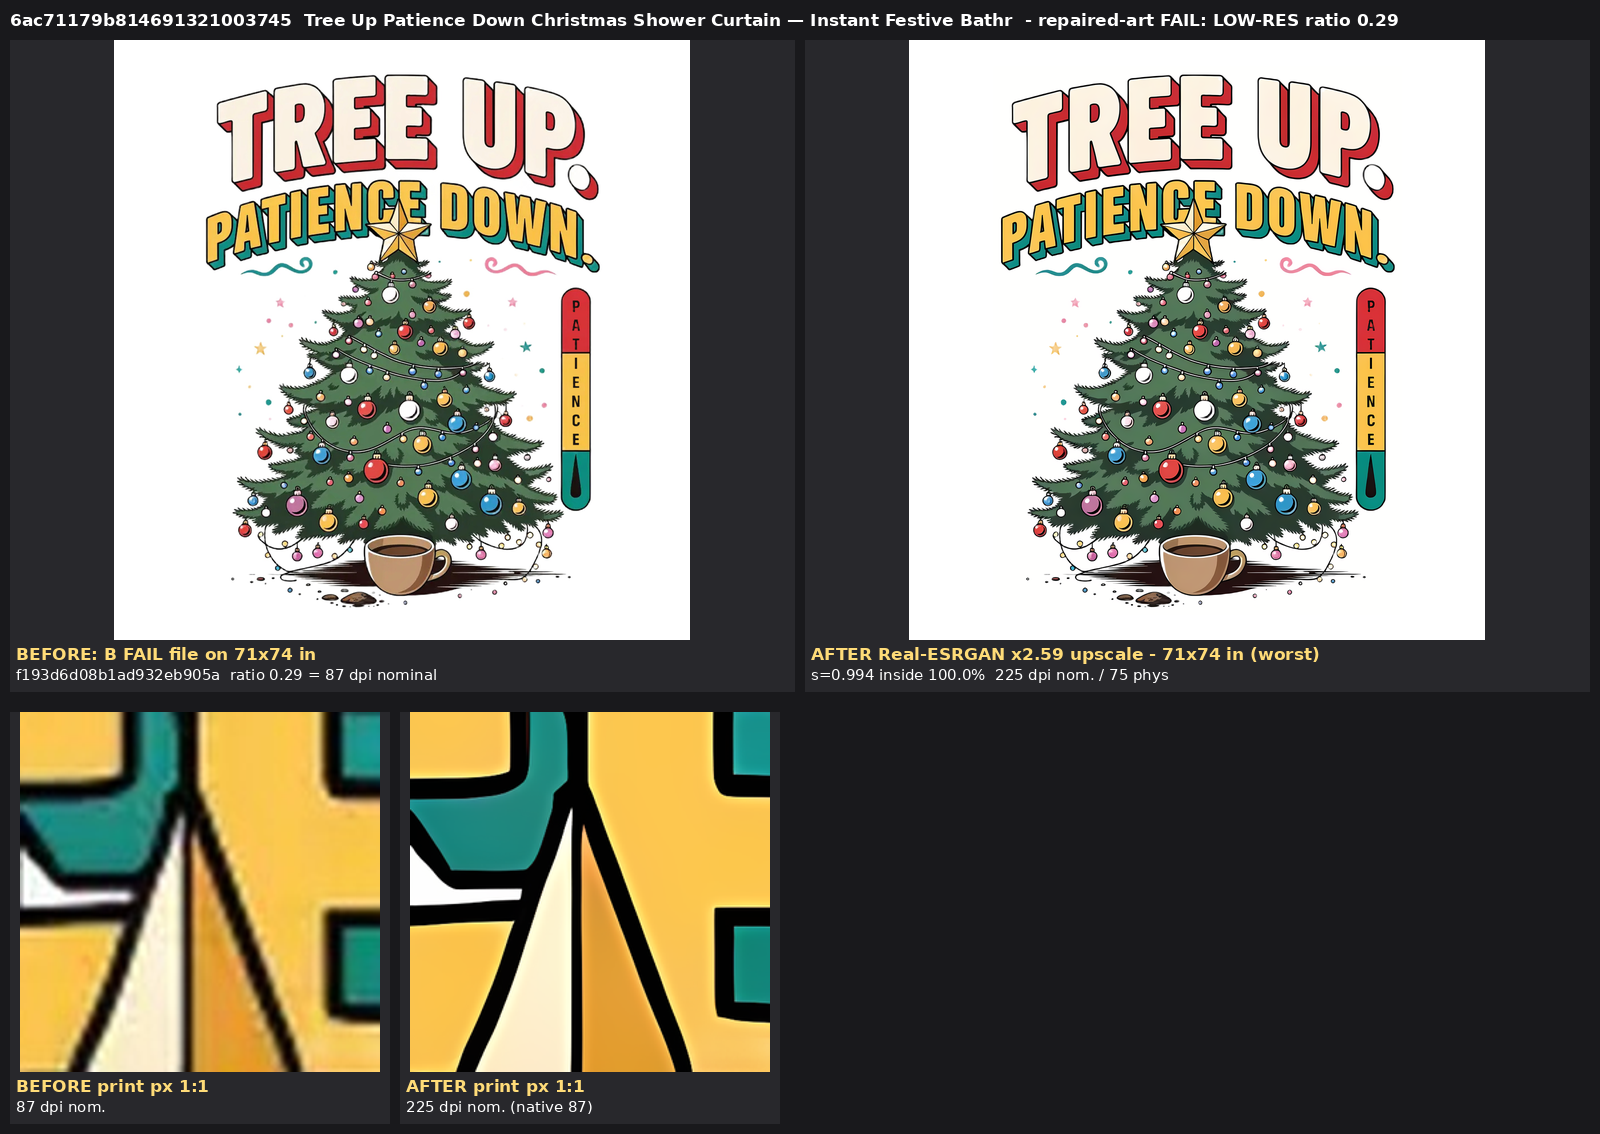 6ac71179b814691321003745  Tree Up Patience Down Christmas Shower Curtain — Instant Festive Bathr  - repaired-art FAIL: LOW-RES ratio 0.29
TREE UP.
PATIENCE DOWN.
PATIENCE
BEFORE: B FAIL file on 71x74 in
f193d6d08b1ad932eb905a  ratio 0.29 = 87 dpi nominal
TREE UP.
PATIENCE DOWN.
PATIENCE
AFTER Real-ESRGAN x2.59 upscale - 71x74 in (worst)
s=0.994 inside 100.0%  225 dpi nom. / 75 phys
BEFORE print px 1:1
87 dpi nom.
AFTER print px 1:1
225 dpi nom. (native 87)